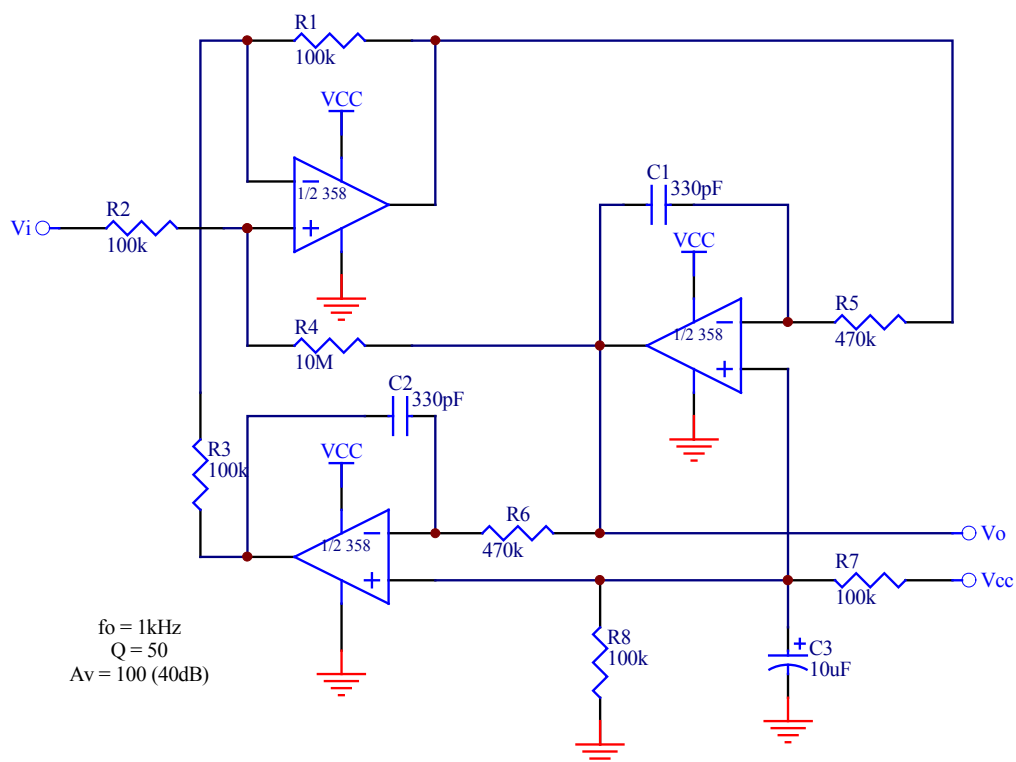 R1
100k
VCC
1/2 358
Vi
R2
100k
C1
330pF
VCC
1/2 358
R5
470k
R4
10M
C2
330pF
R3
100k
VCC
1/2 358
R6
470k
Vo
R7
100k
Vcc
R8
100k
C3
10uF
fo = 1kHz
Q = 50
Av = 100 (40dB)